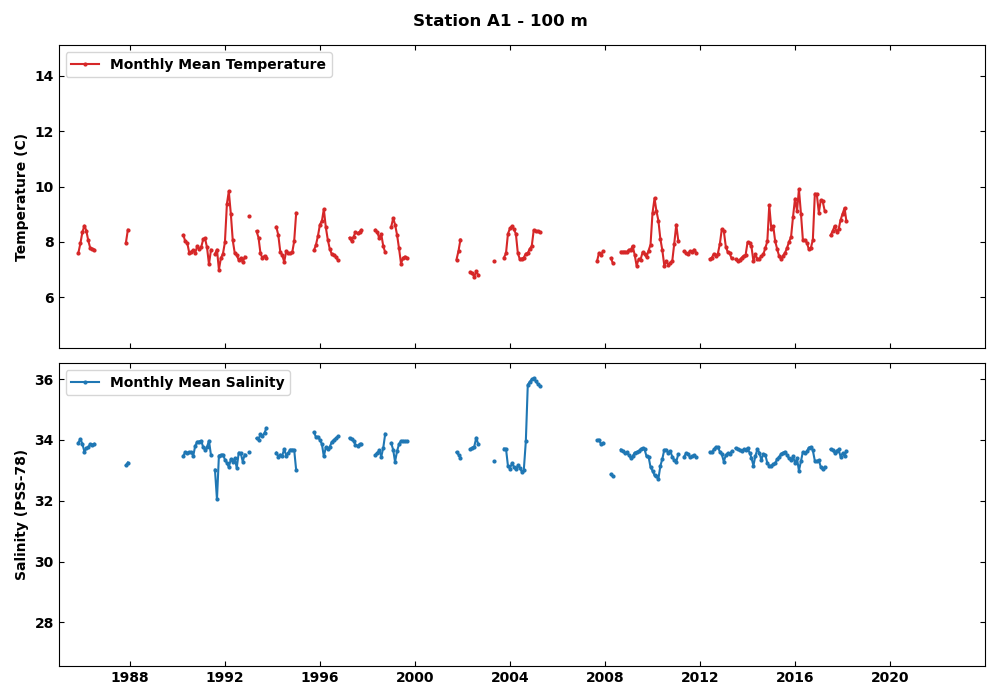 Station A1 - 100 m
Monthly Mean Temperature
Temperature (C)
14
12
10
8
6
Monthly Mean Salinity
Salinity (PSS-78)
36
34
32
30
28
1988 1992 1996 2000 2004 2008 2012 2016 2020